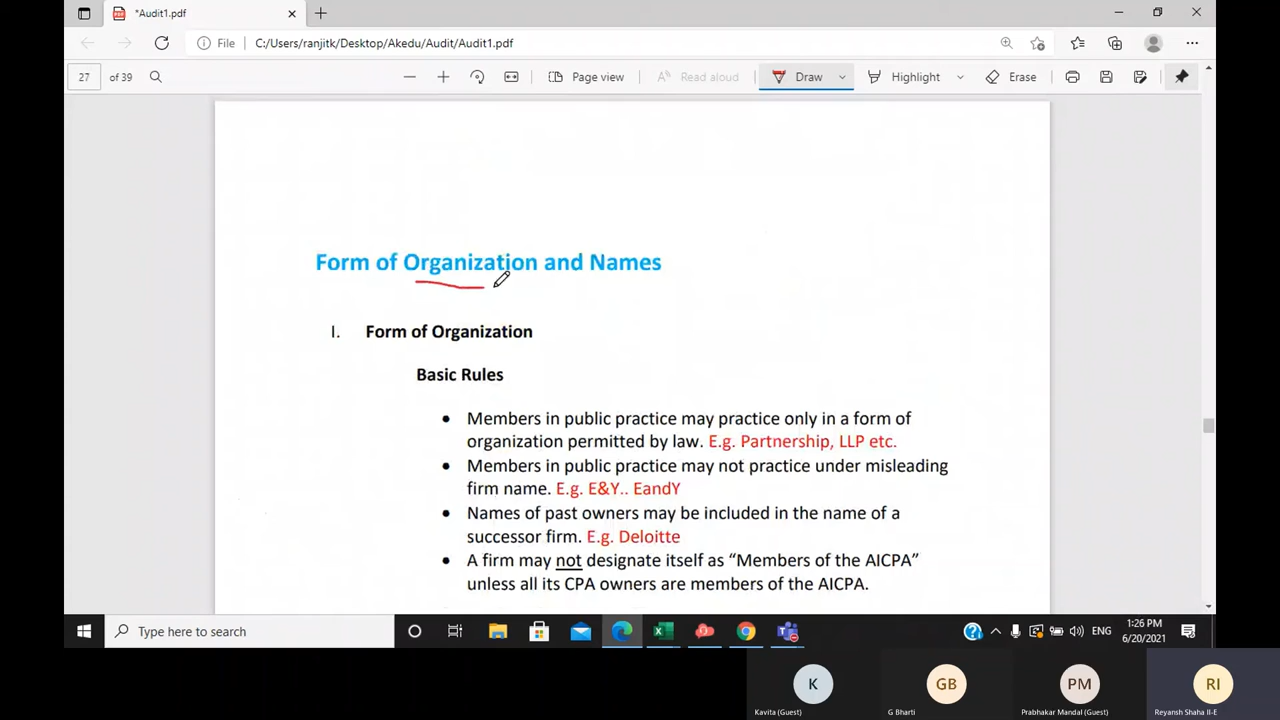 *Audit1.pdf
File C:/Users/ranjitk/Desktop/Akedu/Audit/Audit1.pdf
27 of 39 Page view Read aloud Draw Highlight Erase
Form of Organization and Names
I. Form of Organization
Basic Rules
• Members in public practice may practice only in a form of
organization permitted by law. E.g. Partnership, LLP etc.
• Members in public practice may not practice under misleading
firm name. E.g. E&Y.. EandY
• Names of past owners may be included in the name of a
successor firm. E.g. Deloitte
• A firm may not designate itself as “Members of the AICPA”
unless all its CPA owners are members of the AICPA.
Type here to search
ENG
1:26 PM
6/20/2021
K GB PM RI
Kavita (Guest) G Bharti Prabhakar Mandal (Guest) Reyansh Shaha II-E